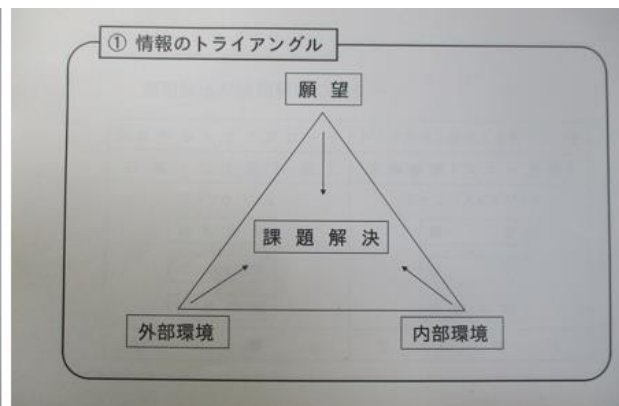 ① 情報のトライアングル
願望
課題解決
外部環境
内部環境